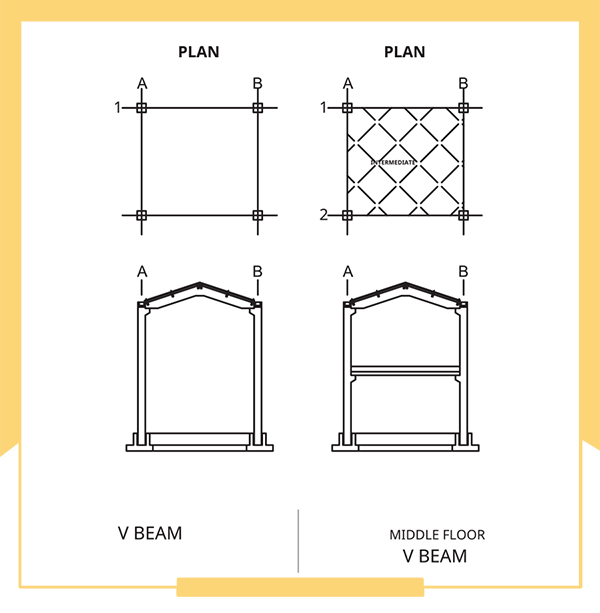 PLAN
A B
1
A B
V BEAM
PLAN
A B
1
INTERMEDIATE
2
A B
MIDDLE FLOOR
V BEAM